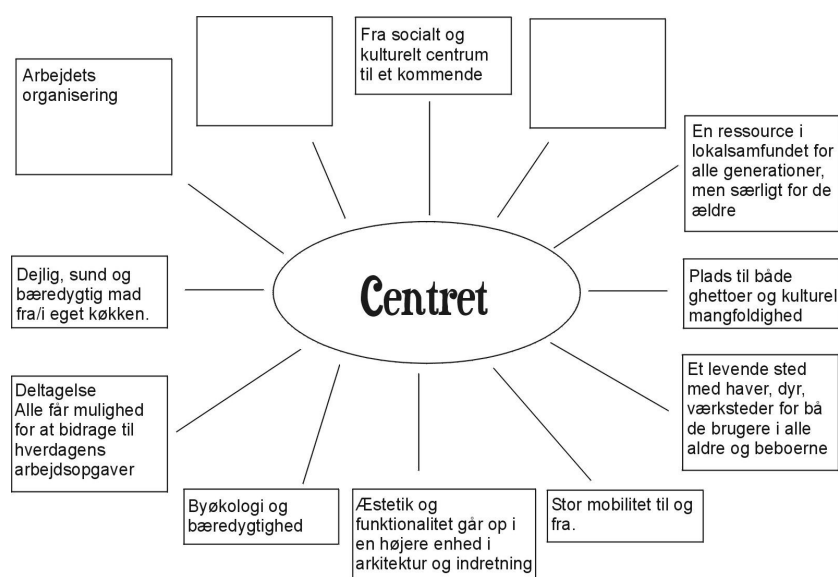 Fra socialt og
kulturelt centrum
til et kommende
Arbejdets
organisering
En ressource i
lokalsamfundet for
alle generationer,
men særligt for de
ældre
Centret
Dejlig, sund og
bæredygtig mad
fra/i eget køkken.
Plads til både
ghettoer og kulturel
mangfoldighed
Et levende sted
med haver, dyr,
værksteder for bå
de brugere i alle
aldre og beboerne
Deltagelse
Alle får mulighed
for at bidrage til
hverdagens
arbejdsopgaver
Byøkologi og
bæredygtighed
Æstetik og
funktionalitet går op i
en højere enhed i
arkitektur og indretning
Stor mobilitet til og
fra.